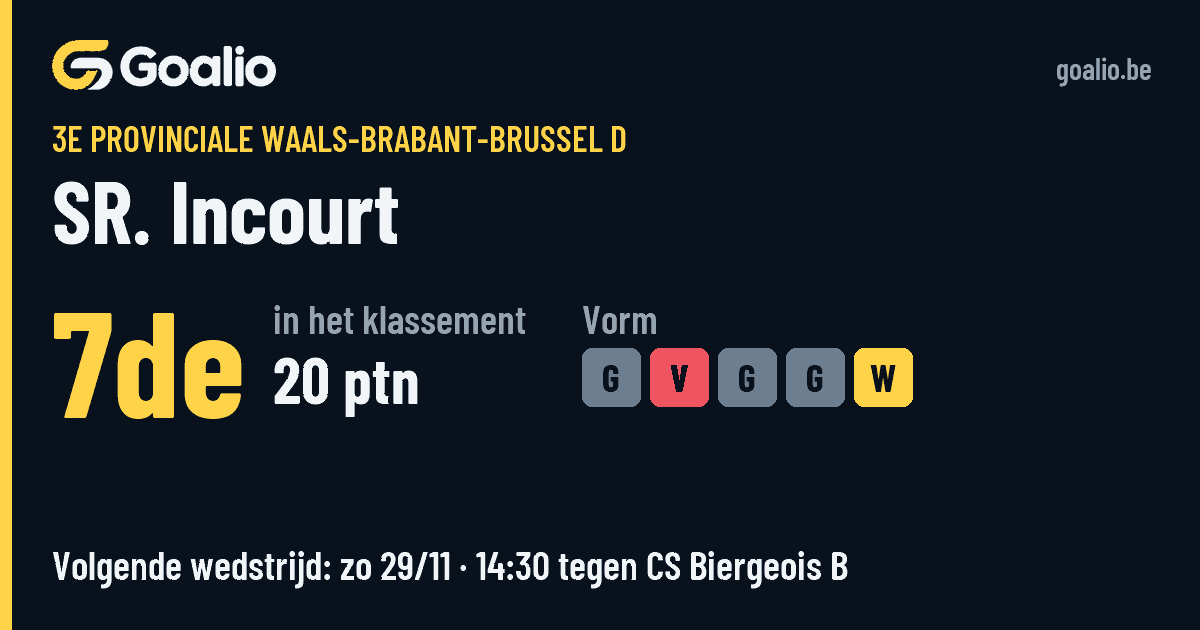 Goalio
goalio.be
3E PROVINCIALE WAALS-BRABANT-BRUSSEL D
SR. Incourt
7de
in het klassement
20 ptn
Vorm
G V G G W
Volgende wedstrijd: zo 29/11 · 14:30 tegen CS Biergeois B